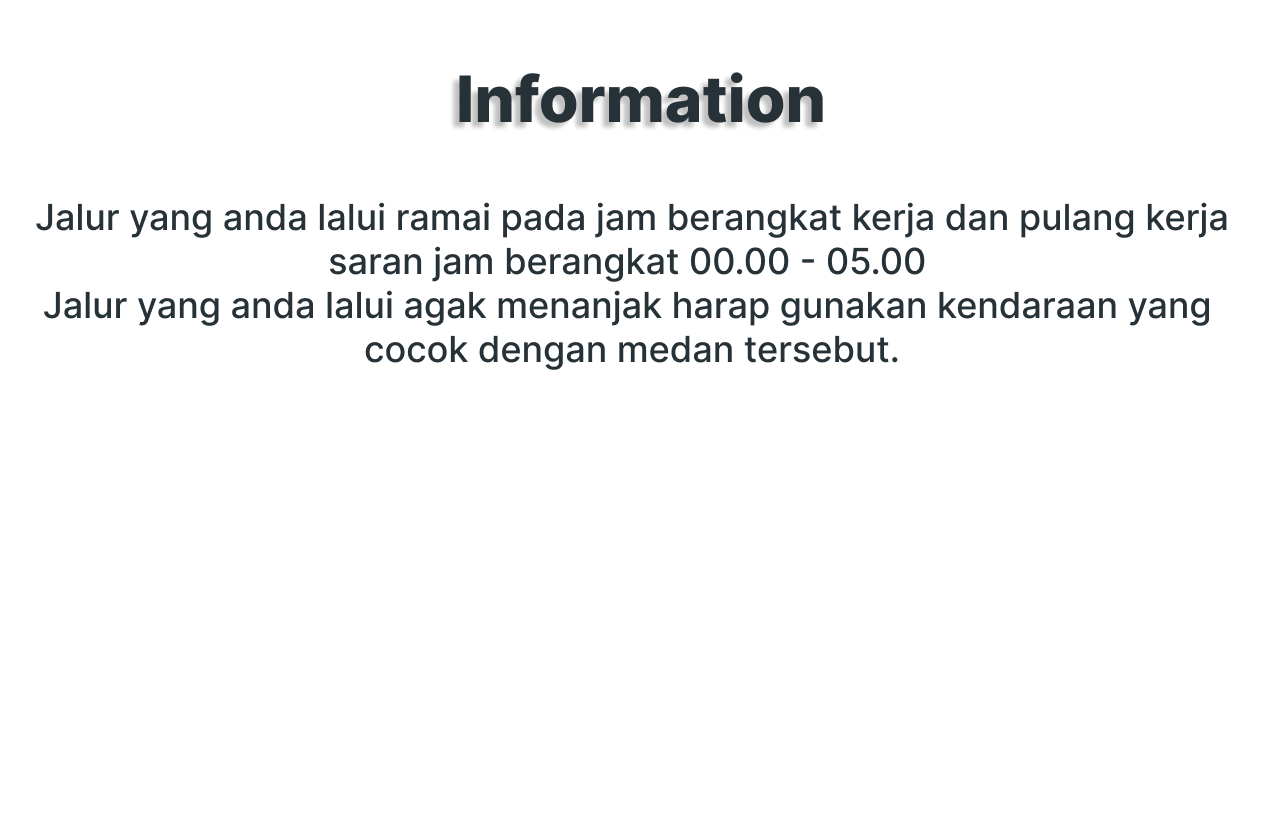 Information
Jalur yang anda lalui ramai pada jam berangkat kerja dan pulang kerja
saran jam berangkat 00.00 - 05.00
Jalur yang anda lalui agak menanjak harap gunakan kendaraan yang
cocok dengan medan tersebut.